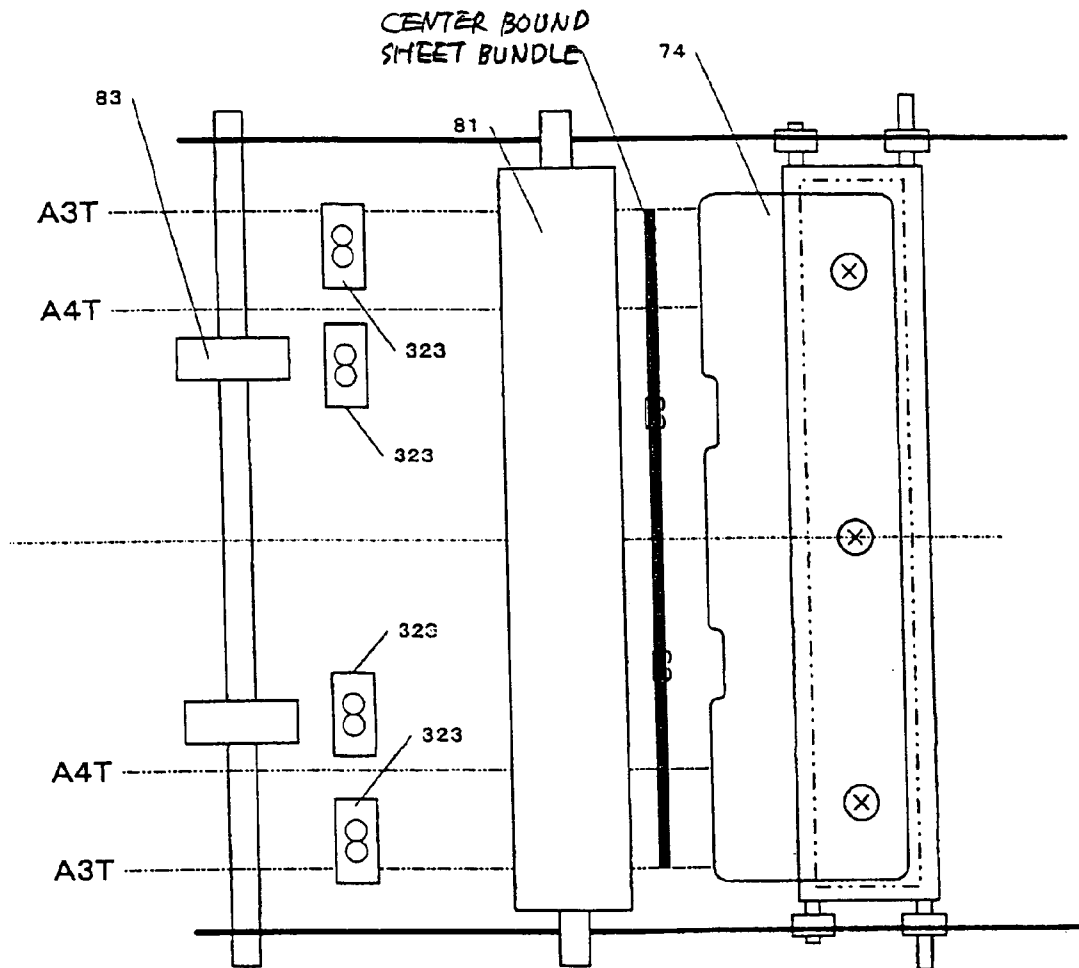 CENTER BOUND
SHEET BUNDLE
74
83
81
A3T
A4T
323
323
323
323
A4T
A3T